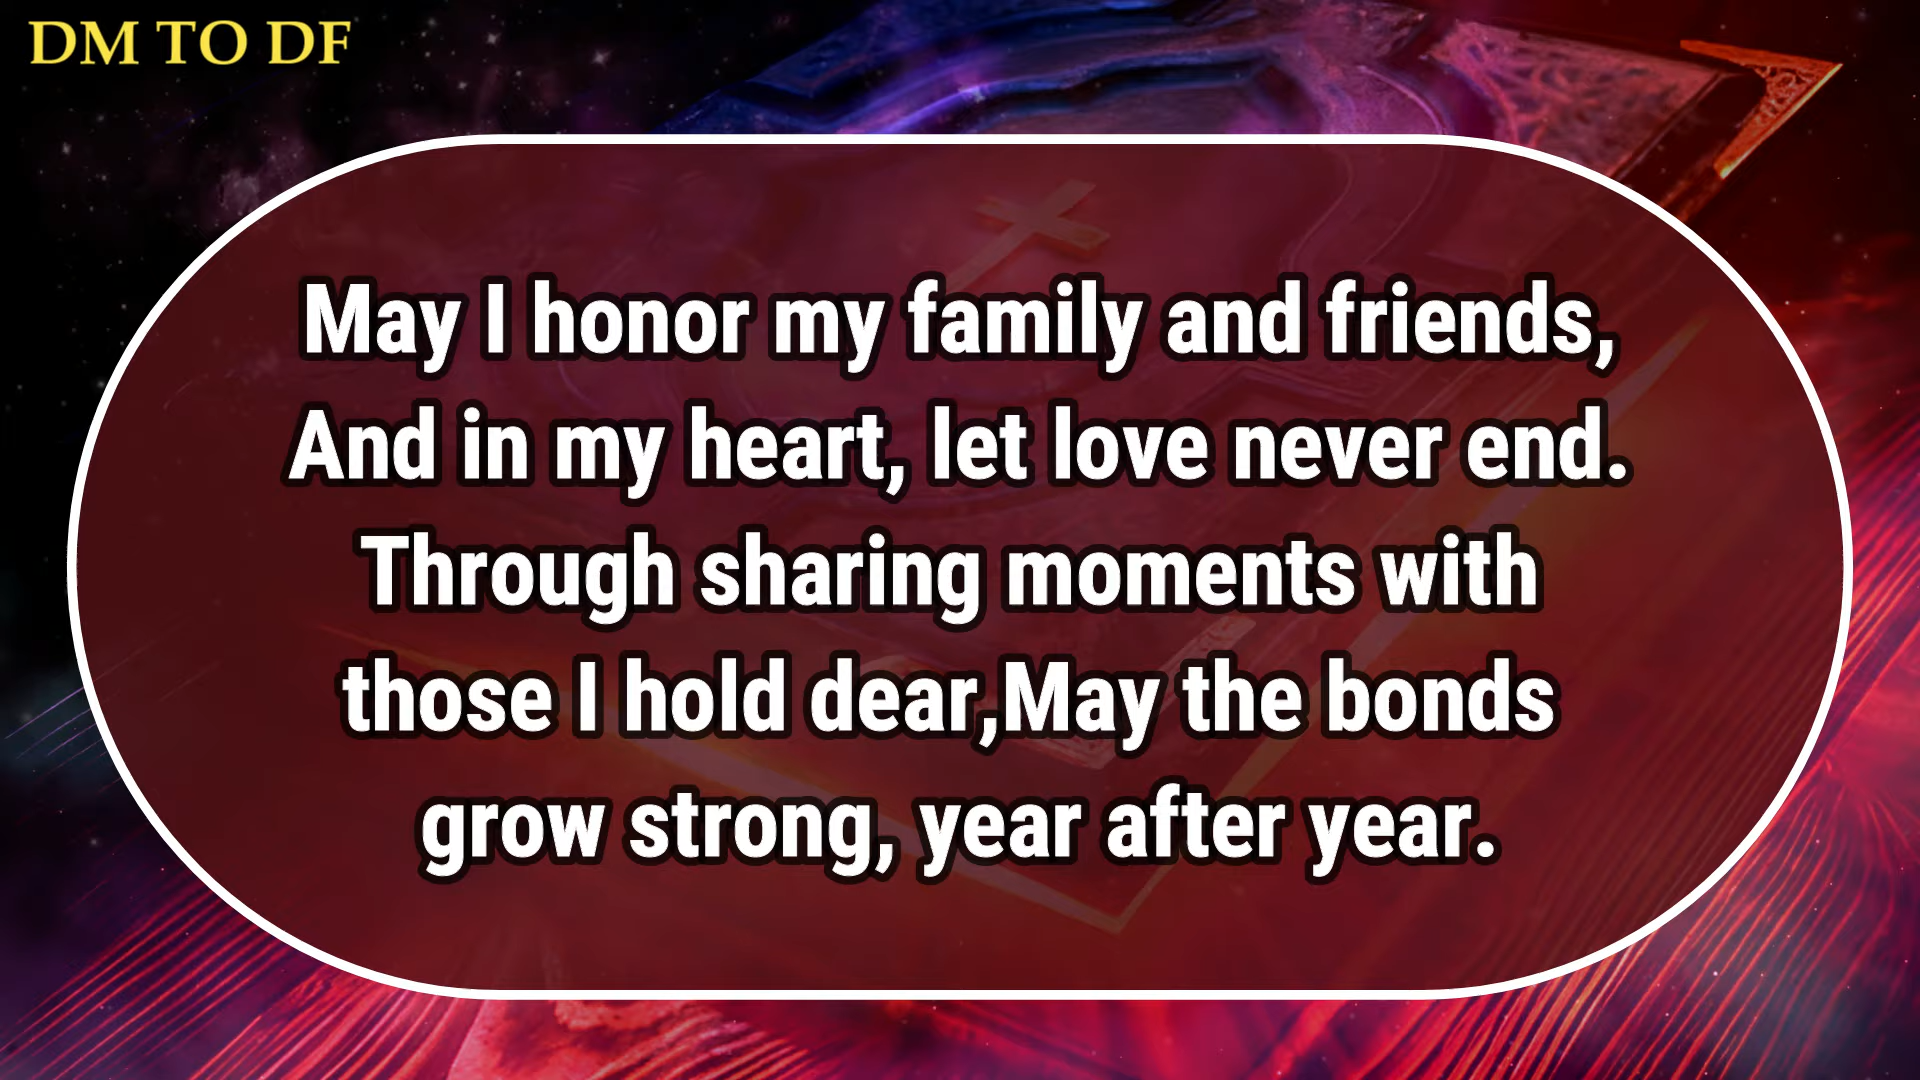 DM TO DF
May I honor my family and friends,
And in my heart, let love never end.
Through sharing moments with
those I hold dear,May the bonds
grow strong, year after year.